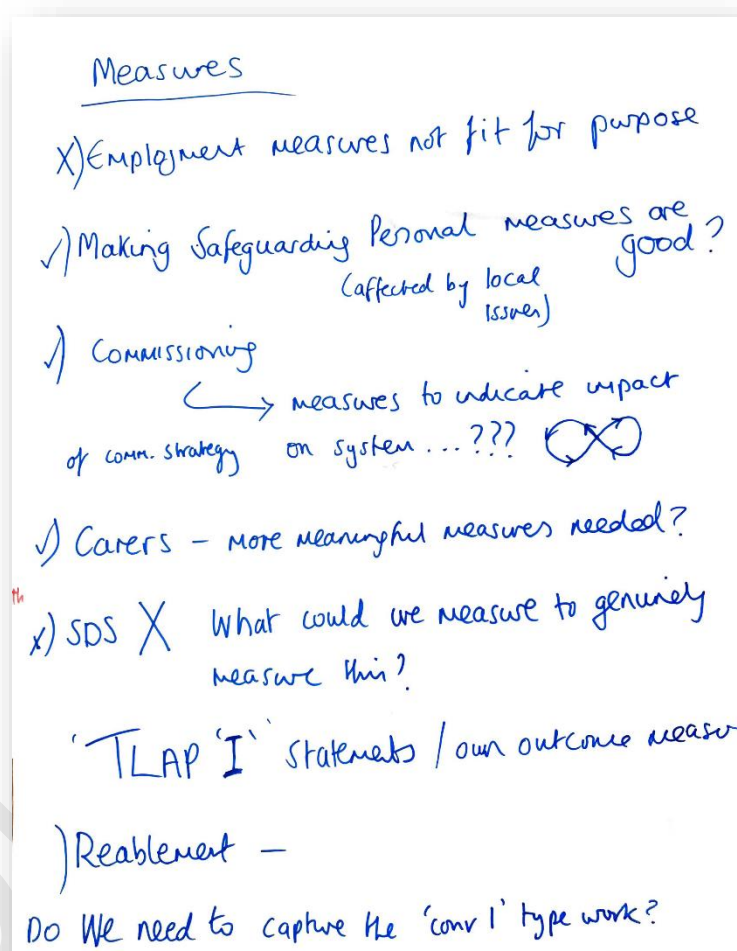 Measures
X) Employment measures not fit for purpose
✓) Making Safeguarding Personal measures are
good?
(affected by local
issues)
✓) Commissioning
→ measures to indicate impact
of comm. strategy on system...???
✓) Carers - more meaningful measures needed?
th
x) SDS X What could we measure to genuinely
measure this?
'TLAP 'I' statements / own outcome measu
) Reablement -
Do We need to capture the 'conv 1' type work?